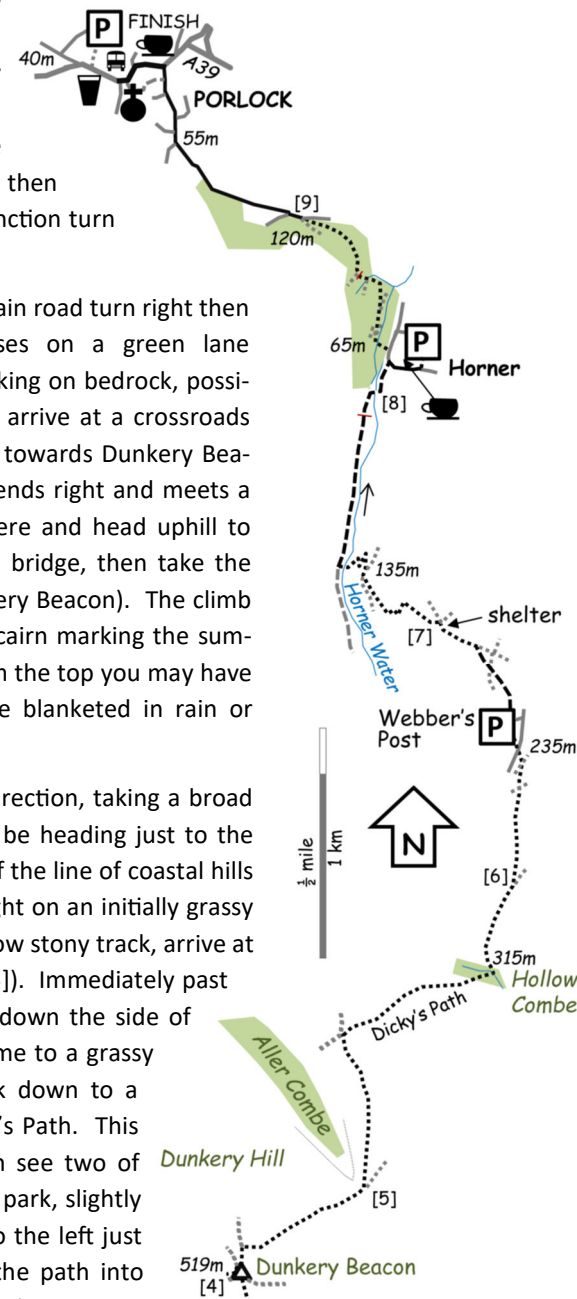 then
nction turn
ain road turn right then
ses on a green lane
king on bedrock, possi-
arrive at a crossroads
towards Dunkery Bea-
ends right and meets a
ere and head uphill to
bridge, then take the
ery Beacon). The climb
cairn marking the sum-
n the top you may have
e blanketed in rain or
irection, taking a broad
be heading just to the
f the line of coastal hills
ght on an initially grassy
ow stony track, arrive at
]). Immediately past
down the side of
me to a grassy
k down to a
's Path. This
n see two of
park, slightly
o the left just
the path into
P
FINISH
40m
A39
PORLOCK
55m
[9]
120m
65m
P
Horner
[8]
135m
Horner Water
shelter
[7]
Webber's
Post
P
235m
½ mile
1 km
N
[6]
315m
Hollow
Combe
Dicky's Path
Aller Combe
Dunkery Hill
[5]
519m
Dunkery Beacon
[4]